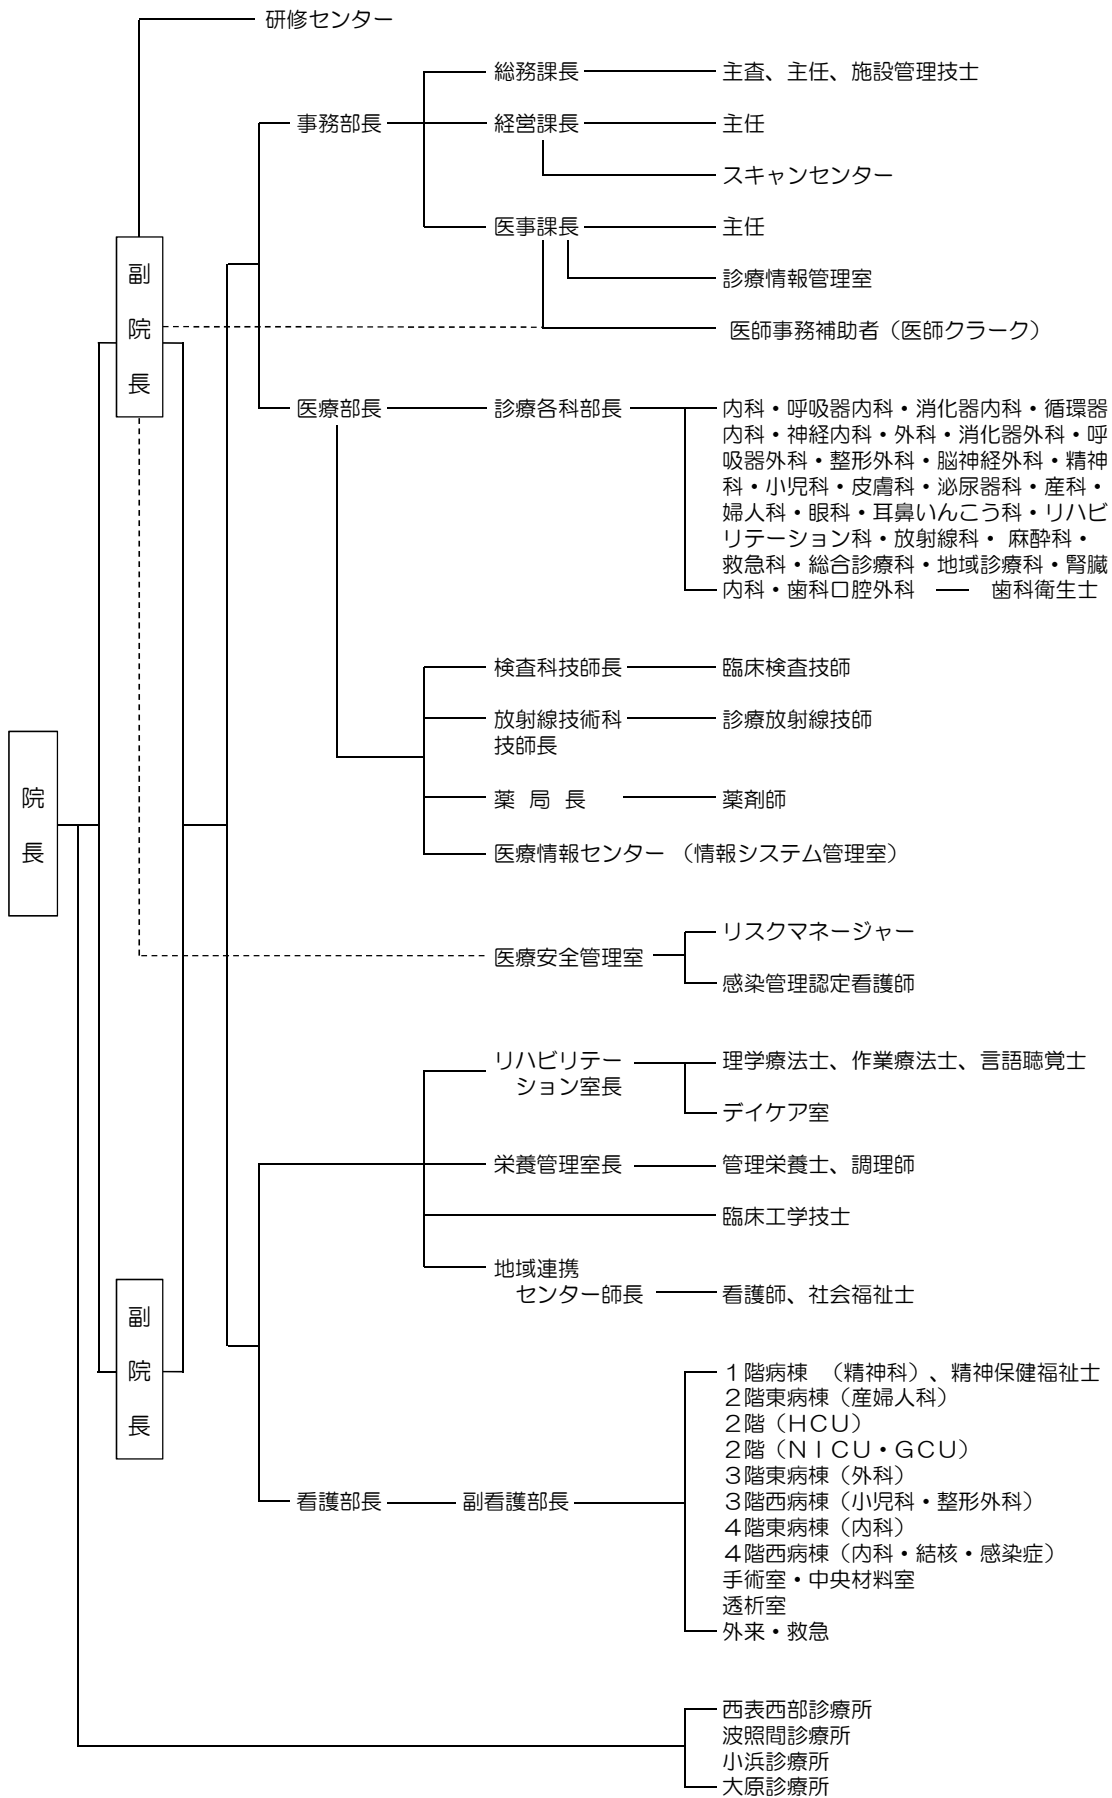 研修センター
総務課長 主査、主任、施設管理技士
事務部長 経営課長 主任
スキャンセンター
医事課長 主任
副院長
診療情報管理室
医師事務補助者（医師クラーク）
医療部長 診療各科部長 内科・呼吸器内科・消化器内科・循環器
内科・神経内科・外科・消化器外科・呼
吸器外科・整形外科・脳神経外科・精神
科・小児科・皮膚科・泌尿器科・産科・
婦人科・眼科・耳鼻いんこう科・リハビ
リテーション科・放射線科・ 麻酔科・
救急科・総合診療科・地域診療科・腎臓
内科・歯科口腔外科 歯科衛生士
検査科技師長 臨床検査技師
放射線技術科 診療放射線技師
技師長
院長
薬 局 長 薬剤師
医療情報センター （情報システム管理室）
リスクマネージャー
医療安全管理室
感染管理認定看護師
リハビリテー 理学療法士、作業療法士、言語聴覚士
ション室長
デイケア室
栄養管理室長 管理栄養士、調理師
臨床工学技士
地域連携
センター師長 看護師、社会福祉士
副院長
１階病棟 （精神科）、精神保健福祉士
２階東病棟（産婦人科）
２階（ＨＣＵ）
２階（ＮＩＣＵ・ＧＣＵ）
３階東病棟（外科）
看護部長 副看護部長 ３階西病棟（小児科・整形外科）
４階東病棟（内科）
４階西病棟（内科・結核・感染症）
手術室・中央材料室
透析室
外来・救急
西表西部診療所
波照間診療所
小浜診療所
大原診療所